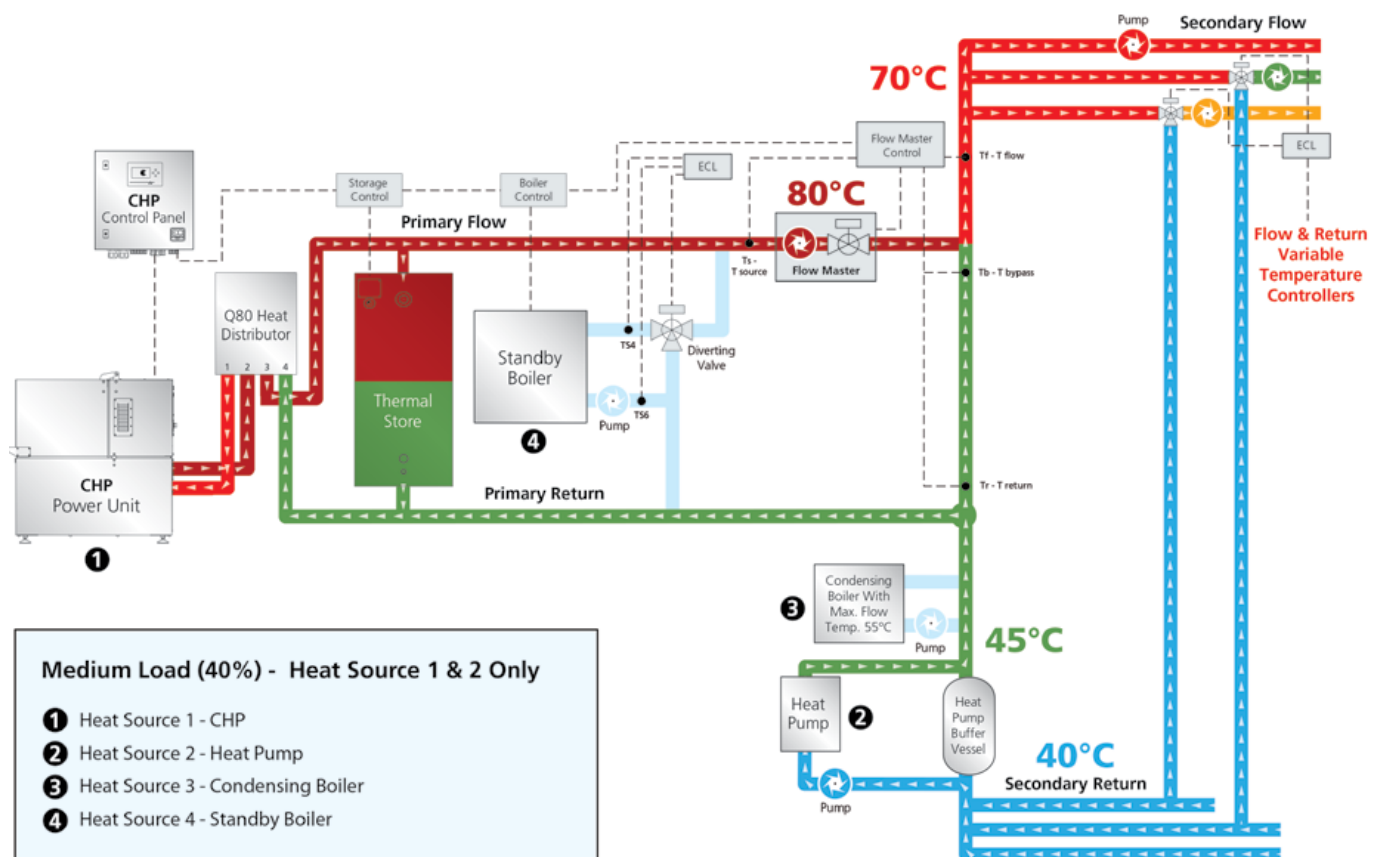 Pump
Secondary Flow
70°C
Flow Master
Control
Tf - T flow
ECL
ECL
CHP
Control Panel
Storage
Control
Boiler
Control
80°C
Primary Flow
Ts -
T source
Flow Master
Tb - T bypass
Flow & Return
Variable
Temperature
Controllers
Q80 Heat
Distributor
1 2 3 4
Standby
Boiler
TS4
Diverting
Valve
Thermal
Store
Pump
TS6
4
CHP
Power Unit
1
Primary Return
Tr - T return
Condensing
Boiler With
Max. Flow
Temp. 55°C
3
Pump
45°C
Heat
Pump
2
Heat
Pump
Buffer
Vessel
40°C
Secondary Return
Pump
Medium Load (40%) - Heat Source 1 & 2 Only
1 Heat Source 1 - CHP
2 Heat Source 2 - Heat Pump
3 Heat Source 3 - Condensing Boiler
4 Heat Source 4 - Standby Boiler